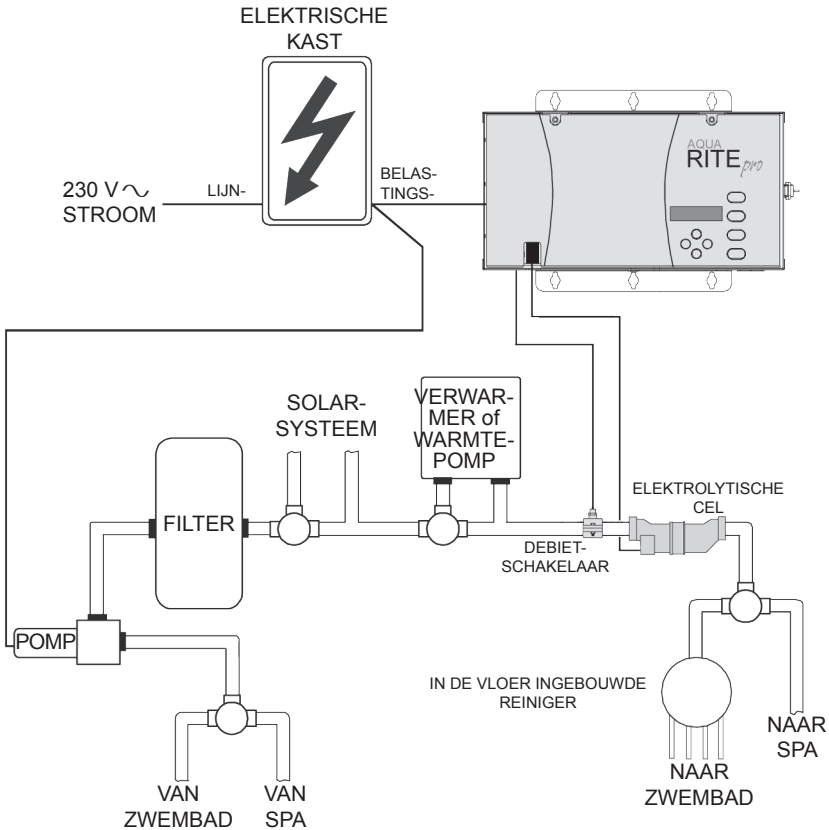 ELEKTRISCHE
KAST
AQUA
RITE pro
230 V ~
STROOM
LIJN-
BELAS-
TINGS-
SOLAR-
SYSTEEM
VERWAR-
MER of
WARMTE-
POMP
FILTER
ELEKTROLYTISCHE
CEL
DEBIET-
SCHAKELAAR
POMP
IN DE VLOER INGEBOUWDE
REINIGER
NAAR
SPA
NAAR
ZWEMBAD
VAN
ZWEMBAD
VAN
SPA